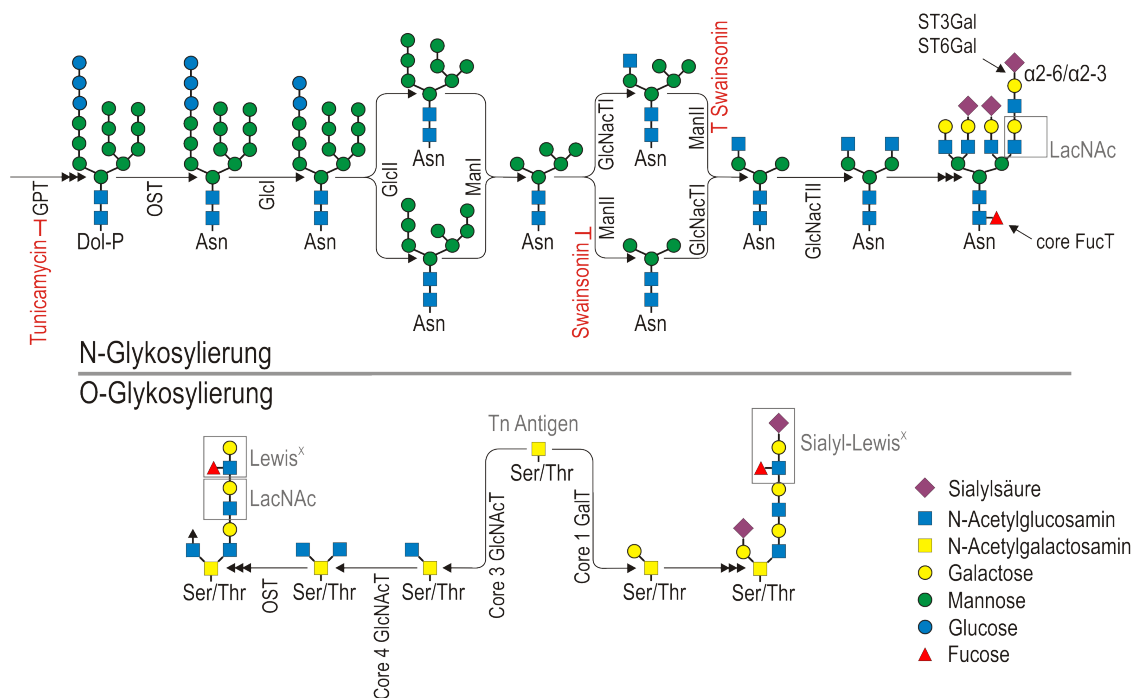 ST3Gal
ST6Gal
α2-6/α2-3
LacNAc
core FucT
Tunicamycin
GPT
Dol-P
OST
Asn
GlcI
Asn
GlcII
Asn
Asn
ManI
Asn
GlcNacTI
ManII
Swainsonin
Asn
ManII
T Swainsonin
GlcNacTI
Asn
Asn
GlcNacTII
Asn
Asn
N-Glykosylierung
O-Glykosylierung
Tn Antigen
Ser/Thr
Lewisˣ
LacNAc
Sialyl-Lewisˣ
Core 3 GlcNAcT
Core 1 GalT
Ser/Thr
OST
Ser/Thr
Core 4 GlcNAcT
Ser/Thr
Ser/Thr
Ser/Thr
Sialylsäure
N-Acetylglucosamin
N-Acetylgalactosamin
Galactose
Mannose
Glucose
Fucose